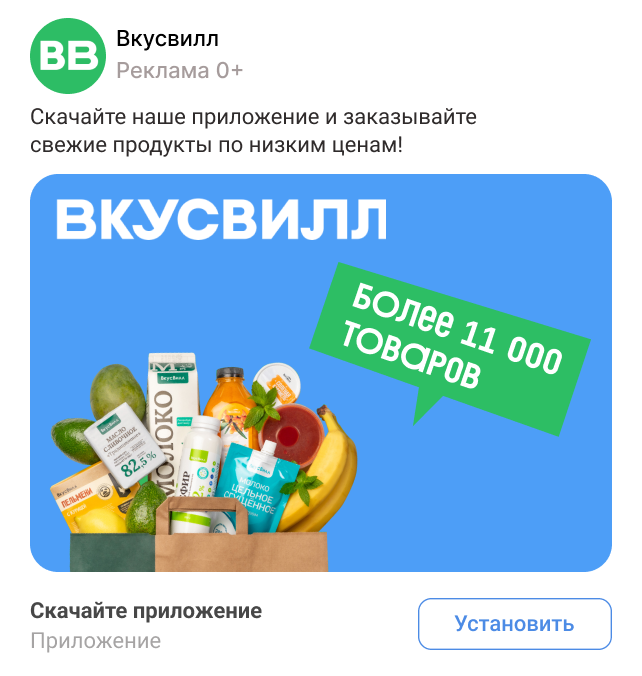 ВВ
Вкусвилл
Реклама 0+
Скачайте наше приложение и заказывайте
свежие продукты по низким ценам!
ВКУСВИЛЛ
БОЛее 11 000
ТОВАРОВ
ВкусВилл
МОЛОКО
МАСЛО
СЛИВОЧНОЕ
82,5%
ПЕЛЬМЕНИ
МОЛОКО
ЦЕЛЬНОЕ
СГУЩЕННОЕ
Скачайте приложение
Приложение
Установить